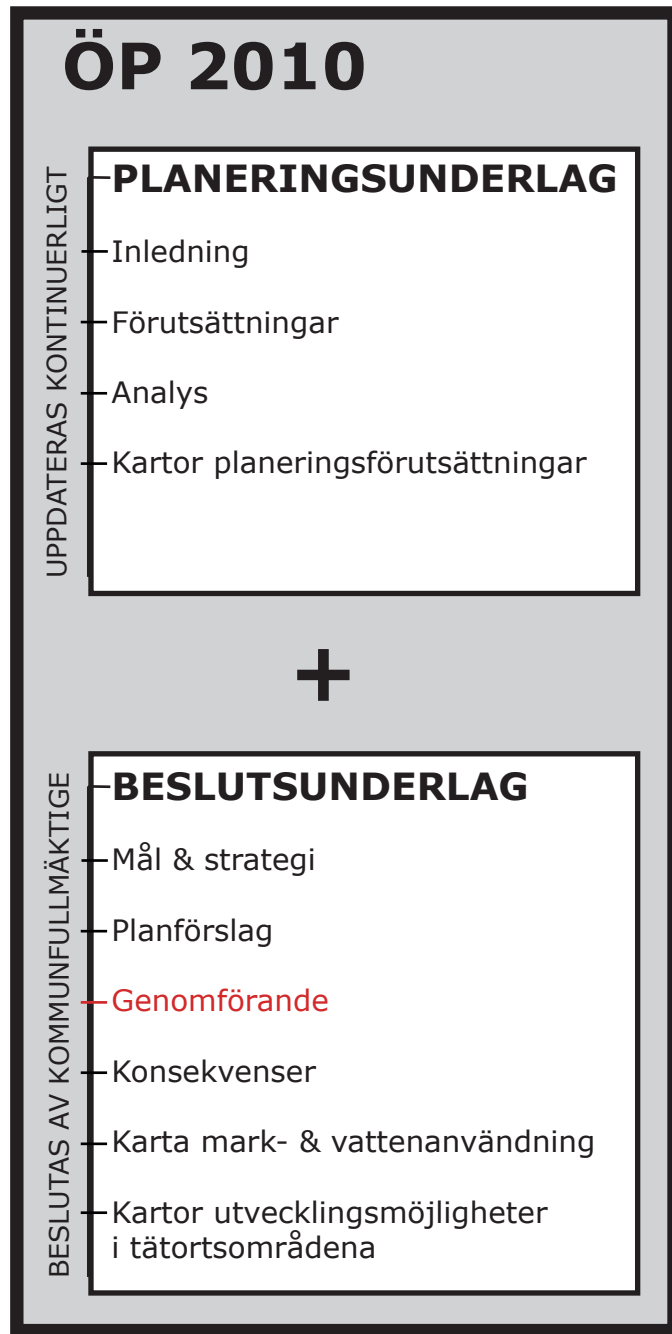 ÖP 2010
UPPDATERAS KONTINUERLIGT
PLANERINGSUNDERLAG
Inledning
Förutsättningar
Analys
Kartor planeringsförutsättningar
+
BESLUTAS AV KOMMUNFULLMÄKTIGE
BESLUTSUNDERLAG
Mål & strategi
Planförslag
Genomförande
Konsekvenser
Karta mark- & vattenanvändning
Kartor utvecklingsmöjligheter
i tätortsområdena